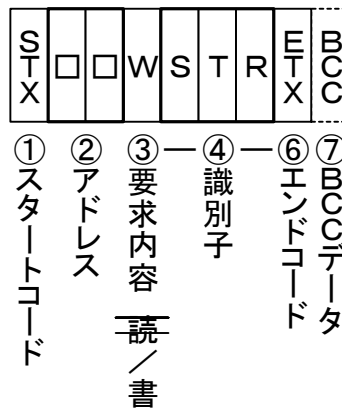 STX □ □ W S T R ETX BCC
① ② ③ ― ④ ― ⑥ ⑦
スタートコード
アドレス
要求内容 読/書
識別子
エンドコード
BCCデータ